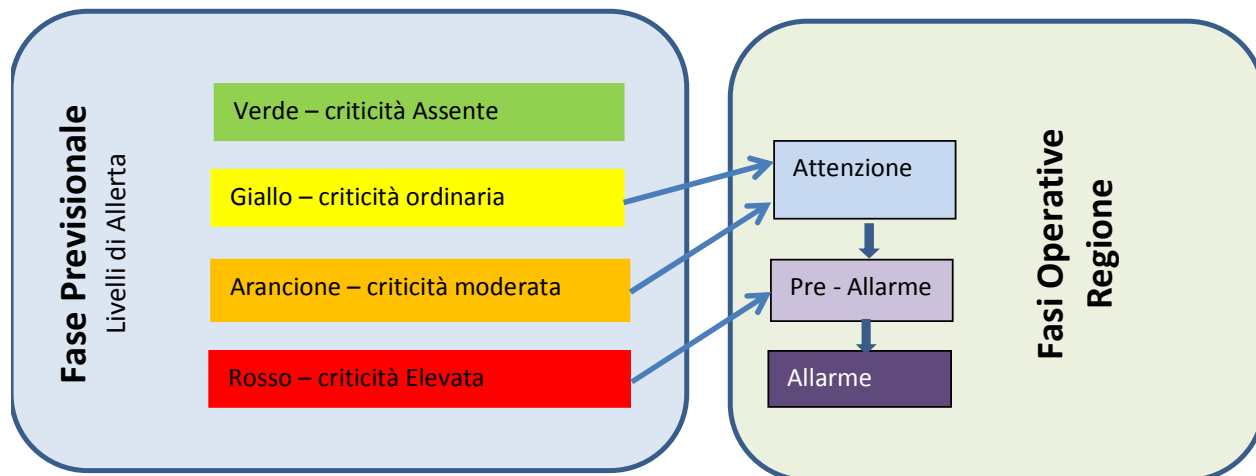 Fase Previsionale
Livelli di Allerta
Verde – criticità Assente
Giallo – criticità ordinaria
Arancione – criticità moderata
Rosso – criticità Elevata
Attenzione
Pre - Allarme
Allarme
Fasi Operative
Regione